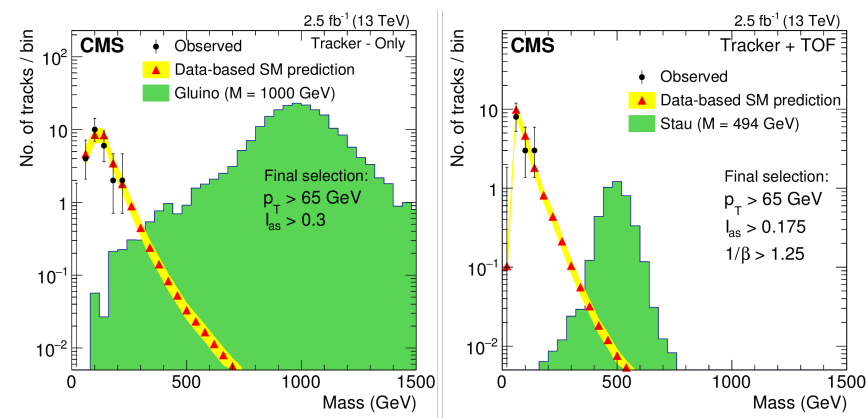 2.5 fb⁻¹ (13 TeV)
CMS
Tracker - Only
Observed
Data-based SM prediction
Gluino (M = 1000 GeV)
Final selection:
p_T > 65 GeV
I_as > 0.3
No. of tracks / bin
10²
10
1
10⁻¹
10⁻²
0 500 1000 1500
Mass (GeV)
2.5 fb⁻¹ (13 TeV)
CMS
Tracker + TOF
Observed
Data-based SM prediction
Stau (M = 494 GeV)
Final selection:
p_T > 65 GeV
I_as > 0.175
1/β > 1.25
No. of tracks / bin
10
1
10⁻¹
10⁻²
0 500 1000 1500
Mass (GeV)